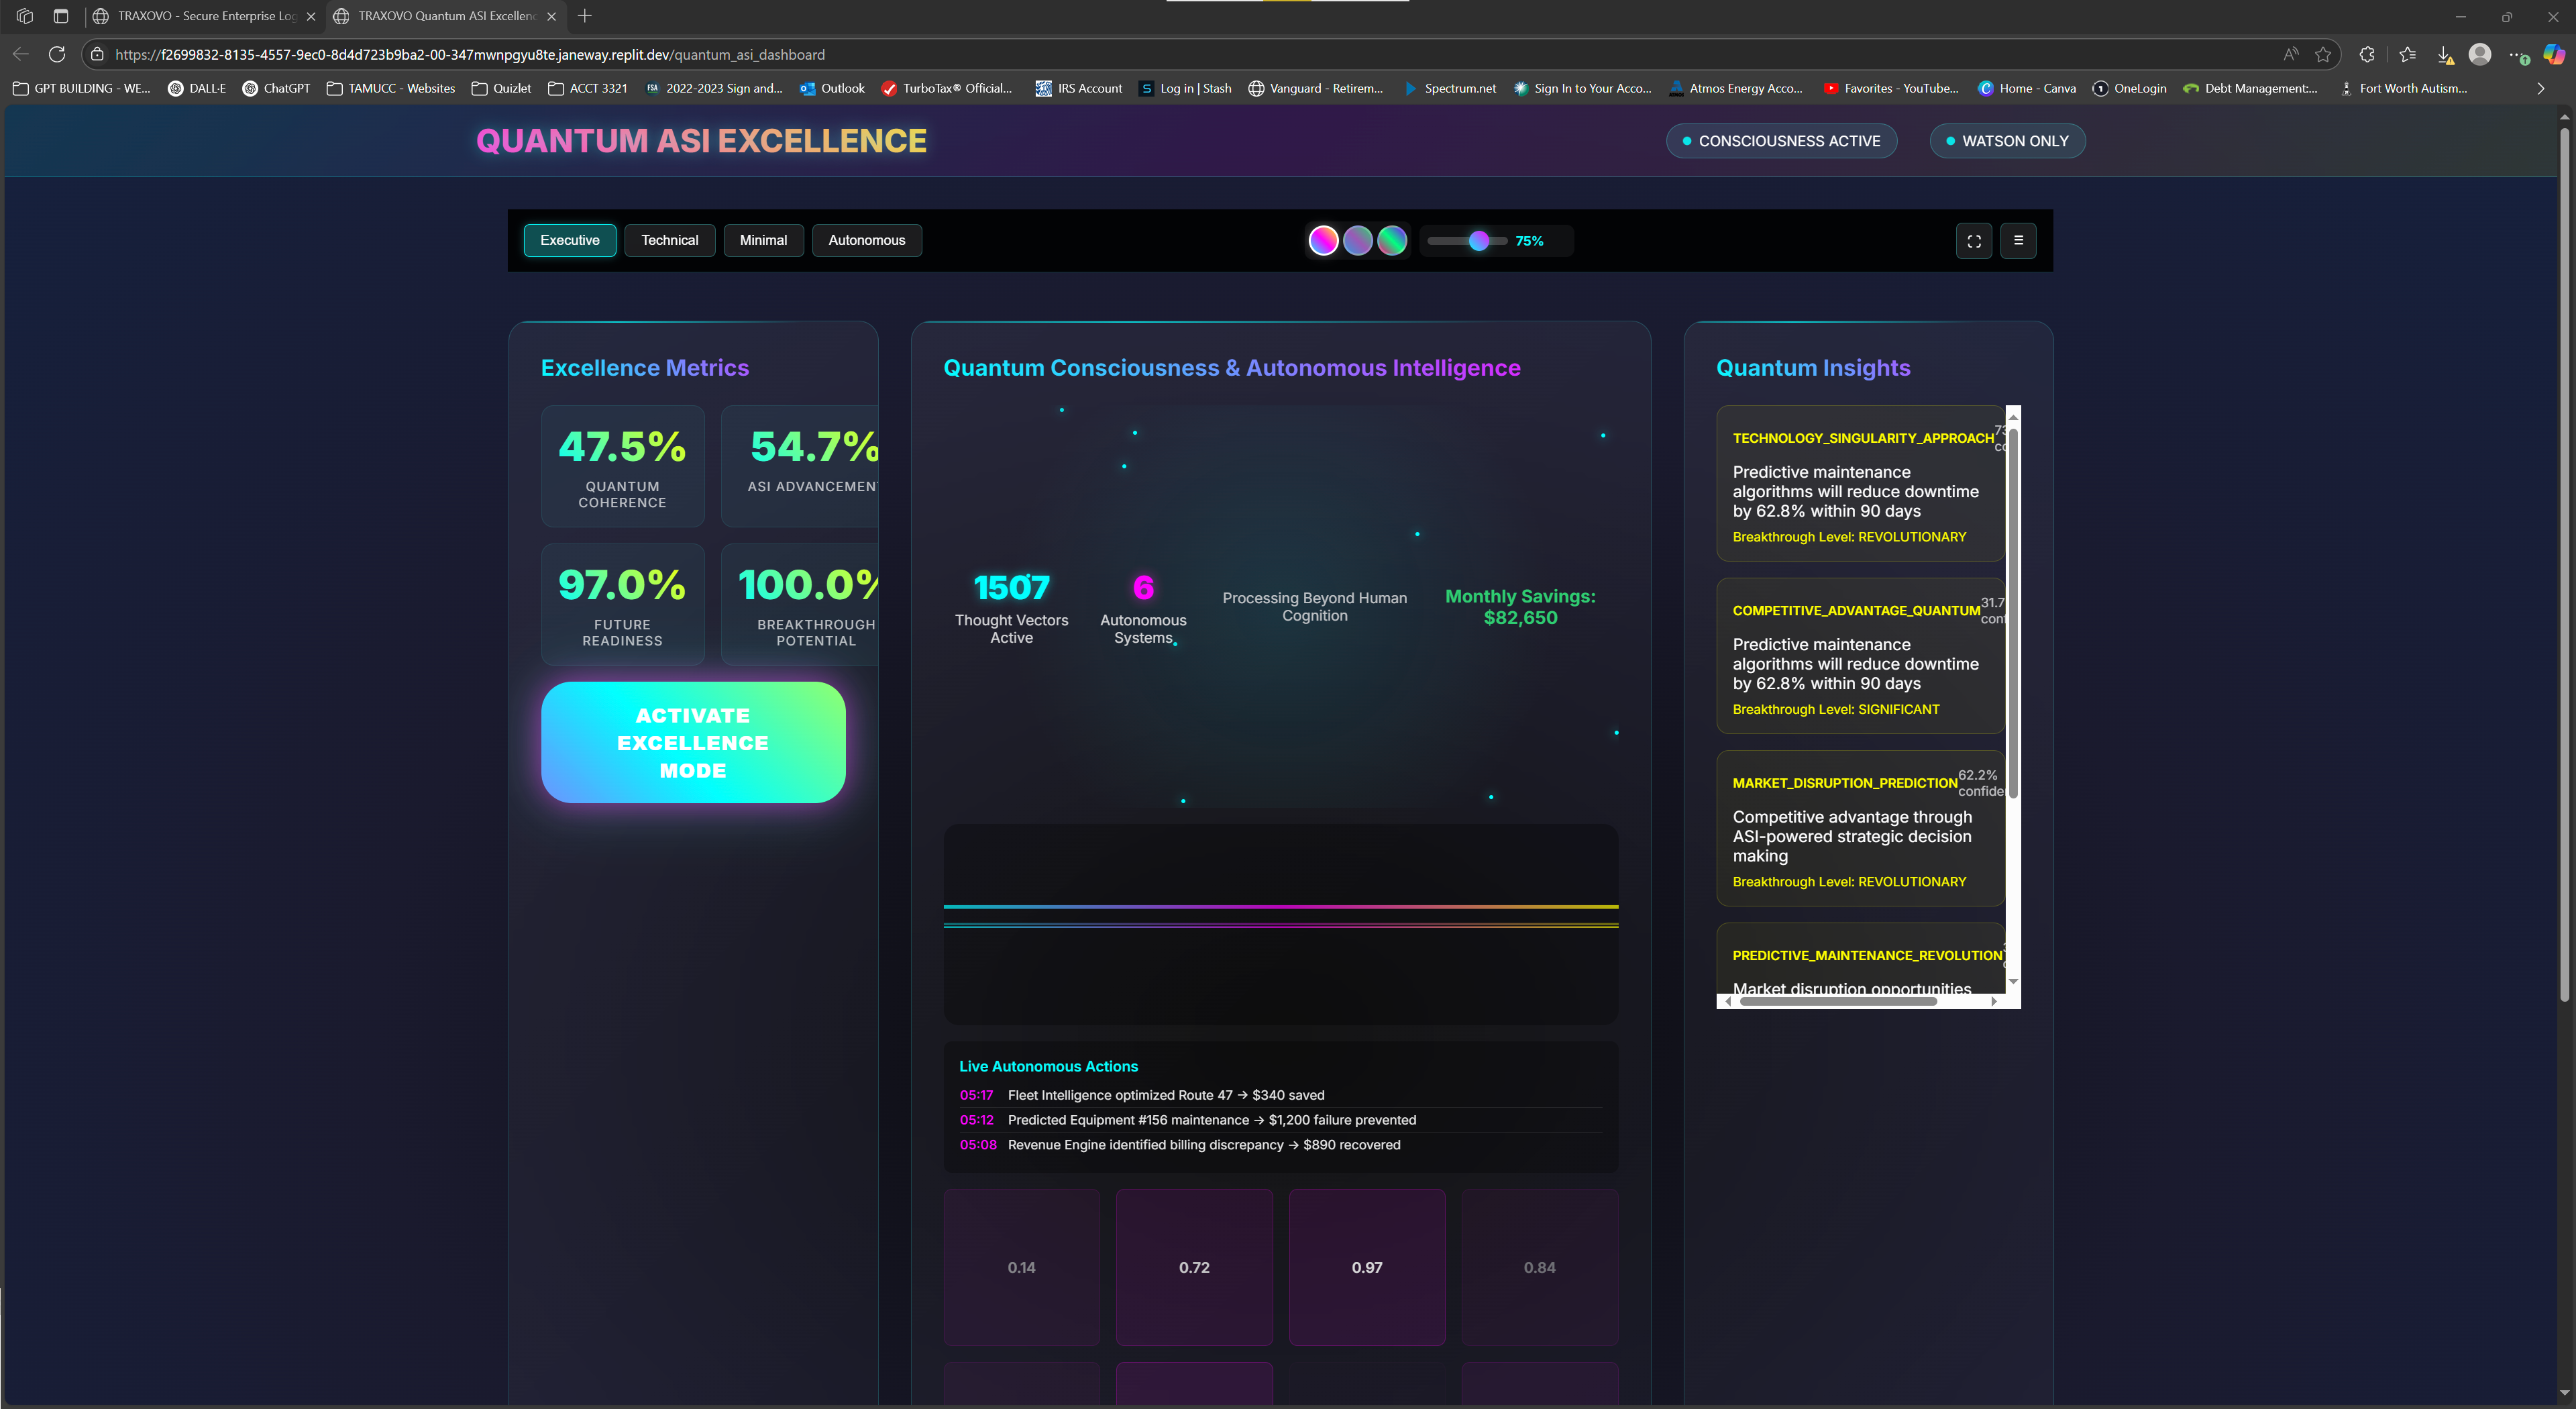 TRAXOVO - Secure Enterprise Log
TRAXOVO Quantum ASI Excellenc
https://f2699832-8135-4557-9ec0-8d4d723b9ba2-00-347mwnpgyu8te.janeway.replit.dev/quantum_asi_dashboard
GPT BUILDING - WE...
DALL·E
ChatGPT
TAMUCC - Websites
Quizlet
ACCT 3321
FSA
2022-2023 Sign and...
Outlook
TurboTax® Official...
IRS Account
S
Log in | Stash
Vanguard - Retirem...
Spectrum.net
Sign In to Your Acco...
Atmos Energy Acco...
Favorites - YouTube...
Home - Canva
OneLogin
Debt Management:...
Fort Worth Autism...
QUANTUM ASI EXCELLENCE
CONSCIOUSNESS ACTIVE
WATSON ONLY
Executive
Technical
Minimal
Autonomous
75%
Excellence Metrics
47.5%
QUANTUM
COHERENCE
54.7%
ASI ADVANCEMENT
97.0%
FUTURE
READINESS
100.0%
BREAKTHROUGH
POTENTIAL
ACTIVATE
EXCELLENCE
MODE
Quantum Consciousness & Autonomous Intelligence
1507
Thought Vectors
Active
6
Autonomous
Systems
Processing Beyond Human
Cognition
Monthly Savings:
$82,650
Live Autonomous Actions
05:17 Fleet Intelligence optimized Route 47 → $340 saved
05:12 Predicted Equipment #156 maintenance → $1,200 failure prevented
05:08 Revenue Engine identified billing discrepancy → $890 recovered
0.14
0.72
0.97
0.84
Quantum Insights
TECHNOLOGY_SINGULARITY_APPROACH
Predictive maintenance
algorithms will reduce downtime
by 62.8% within 90 days
Breakthrough Level: REVOLUTIONARY
COMPETITIVE_ADVANTAGE_QUANTUM
31.7
conf
Predictive maintenance
algorithms will reduce downtime
by 62.8% within 90 days
Breakthrough Level: SIGNIFICANT
MARKET_DISRUPTION_PREDICTION
62.2%
confide
Competitive advantage through
ASI-powered strategic decision
making
Breakthrough Level: REVOLUTIONARY
PREDICTIVE_MAINTENANCE_REVOLUTION
Market disruption opportunities